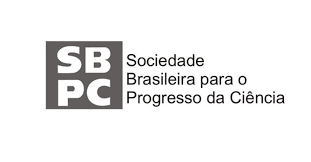 SB
PC
Sociedade
Brasileira para o
Progresso da Ciência